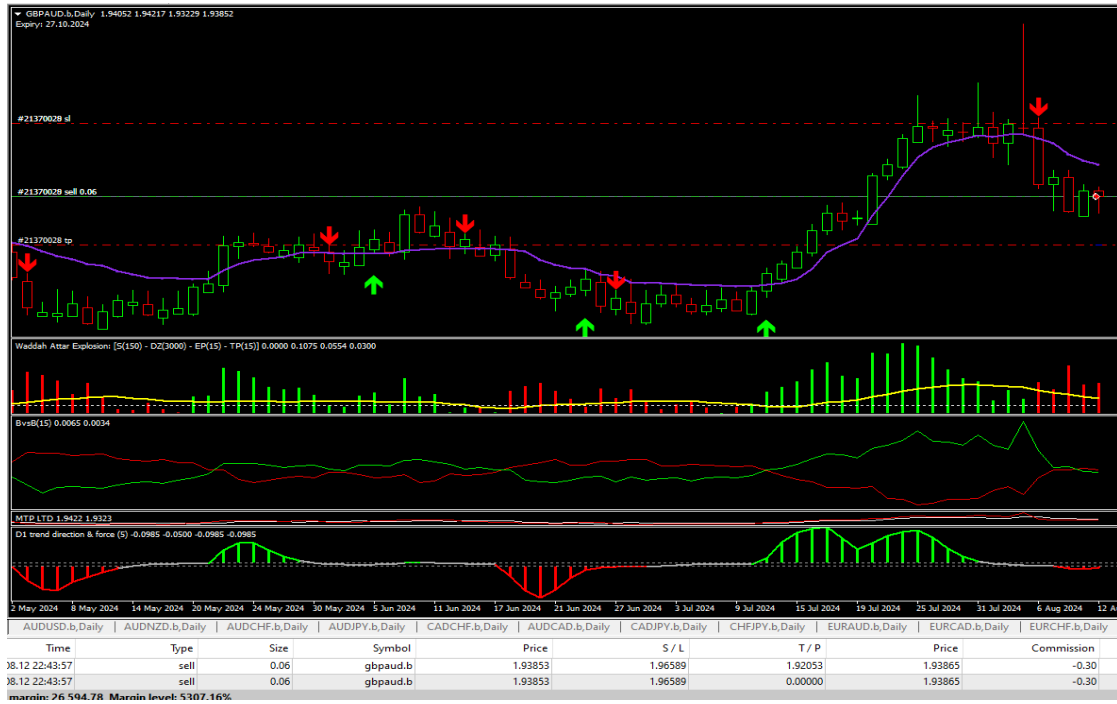 GBPAUD.b,Daily 1.94052 1.94217 1.93229 1.93852
Expiry: 27.10.2024
#21370029 sl
#21370029 sell 0.06
#21370028 tp
Waddah Attar Explosion: [S(150) - DZ(3000) - EP(15) - TP(15)] 0.0000 0.1075 0.0554 0.0300
BvsB(15) 0.0065 0.0034
MTP LTD 1.9422 1.9323
D1 trend direction & force (5) -0.0985 -0.0500 -0.0985 -0.0985
2 May 2024 8 May 2024 14 May 2024 20 May 2024 24 May 2024 30 May 2024 5 Jun 2024 11 Jun 2024 17 Jun 2024 21 Jun 2024 27 Jun 2024 3 Jul 2024 9 Jul 2024 15 Jul 2024 19 Jul 2024 25 Jul 2024 31 Jul 2024 6 Aug 2024 12 A
AUDUSD.b,Daily AUDNZD.b,Daily AUDCHF.b,Daily AUDJPY.b,Daily CADCHF.b,Daily AUDCAD.b,Daily CADJPY.b,Daily CHFJPY.b,Daily EURAUD.b,Daily EURCAD.b,Daily EURCHF.b,Daily
Time Type Size Symbol Price S / L T / P Price Commission
08.12 22:43:57 sell 0.06 gbpaud.b 1.93853 1.96589 1.92053 1.93865 -0.30
08.12 22:43:57 sell 0.06 gbpaud.b 1.93853 1.96589 0.00000 1.93865 -0.30
margin: 26 594.78 Margin level: 5307.16%